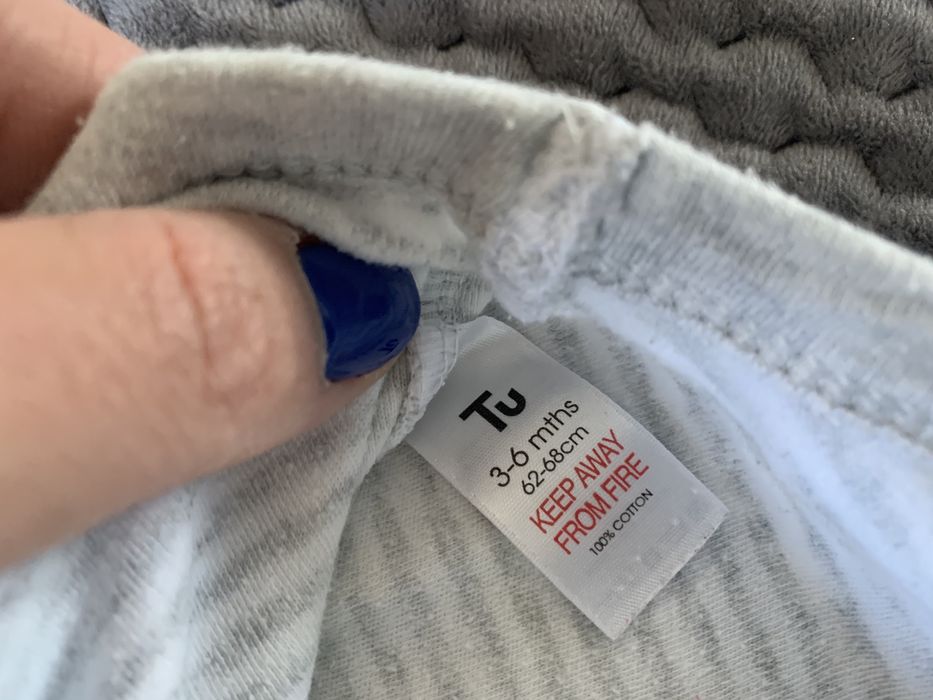 Tu
3-6 mths
62-68cm
KEEP AWAY
FROM FIRE
100% COTTON